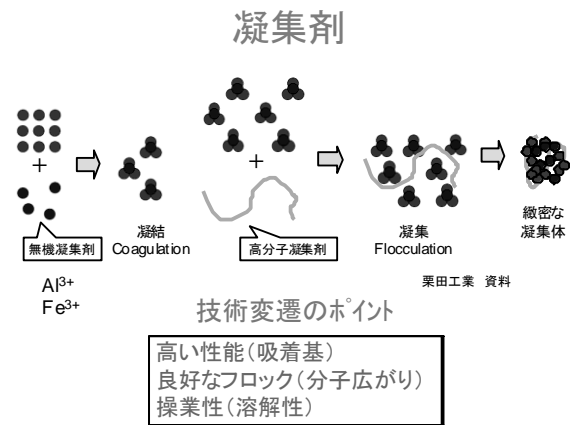 凝集剤
+
+
無機凝集剤
凝結
Coagulation
高分子凝集剤
凝集
Flocculation
緻密な
凝集体
Al3+
Fe3+
栗田工業 資料
技術変遷のポイント
高い性能(吸着基)
良好なフロック(分子広がり)
操業性(溶解性)